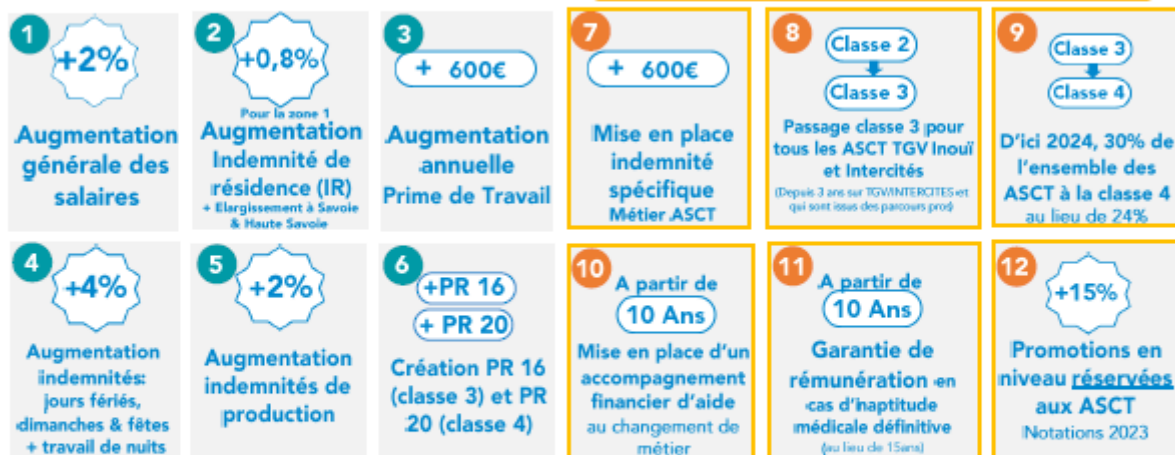 1
+2%
Augmentation
générale des
salaires
2
+0,8%
Pour la zone 1
Augmentation
Indemnité de
résidence (IR)
+ Elargissement à Savoie
& Haute Savoie
3
+ 600€
Augmentation
annuelle
Prime de Travail
7
+ 600€
Mise en place
indemnité
spécifique
Métier ASCT
8
Classe 2
Classe 3
Passage classe 3 pour
tous les ASCT TGV Inouï
et Intercités
(Depuis 3 ans sur TGV/INTERCITES et
qui sont issus des parcours pros)
9
Classe 3
Classe 4
D'ici 2024, 30% de
l'ensemble des
ASCT à la classe 4
au lieu de 24%
4
+4%
Augmentation
indemnités:
jours fériés,
dimanches & fêtes
+ travail de nuits
5
+2%
Augmentation
indemnités de
production
6
+PR 16
+ PR 20
Création PR 16
(classe 3) et PR
20 (classe 4)
10
A partir de
10 Ans
Mise en place d'un
accompagnement
financier d'aide
au changement de
métier
11
A partir de
10 Ans
Garantie de
rémunération en
cas d'inaptitude
médicale définitive
(au lieu de 15ans)
12
+15%
Promotions en
niveau réservées
aux ASCT
Notations 2023